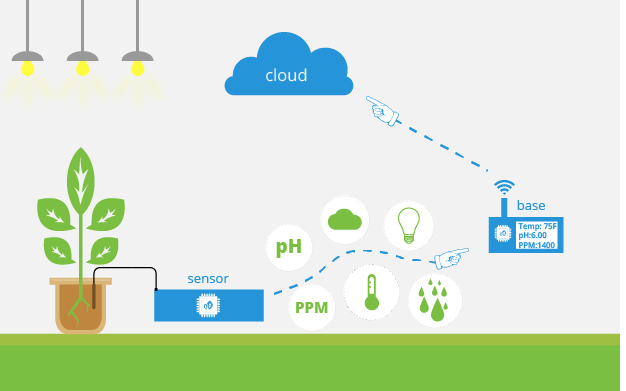 cloud
base
Temp: 75F
pH:6.00
PPM:1400
pH
sensor
PPM